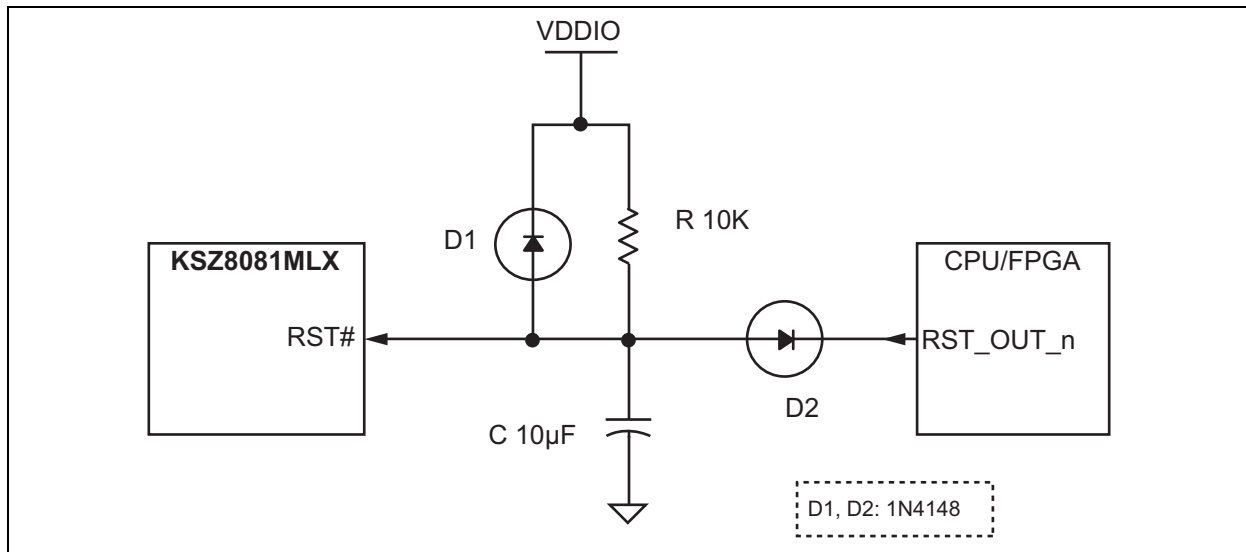 VDDIO
D1
R 10K
KSZ8081MLX
CPU/FPGA
RST#
RST_OUT_n
D2
C 10µF
D1, D2: 1N4148